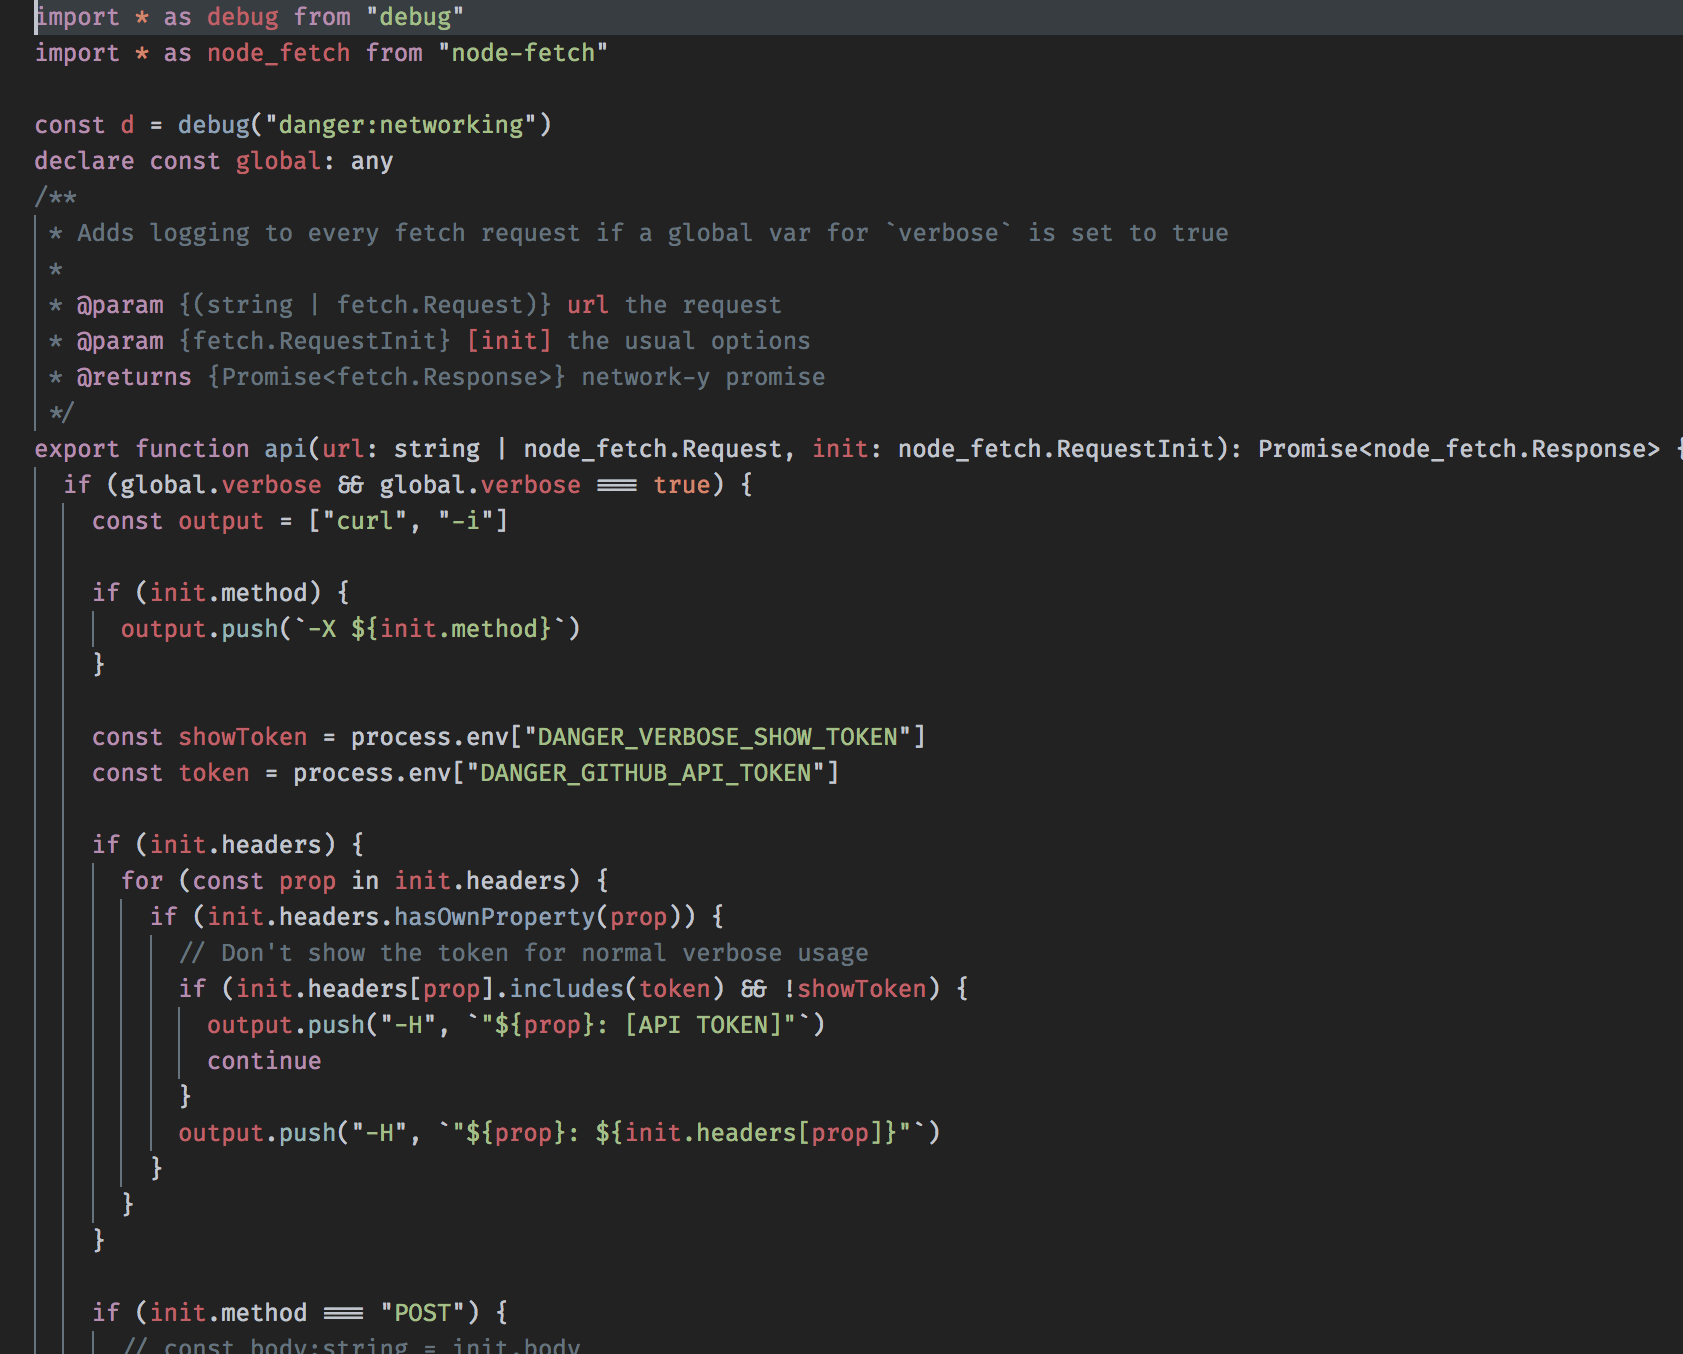 import * as debug from "debug"
import * as node_fetch from "node-fetch"

const d = debug("danger:networking")
declare const global: any
/**
 * Adds logging to every fetch request if a global var for `verbose` is set to true
 *
 * @param {(string | fetch.Request)} url the request
 * @param {fetch.RequestInit} [init] the usual options
 * @returns {Promise<fetch.Response>} network-y promise
 */
export function api(url: string | node_fetch.Request, init: node_fetch.RequestInit): Promise<node_fetch.Response> {
  if (global.verbose && global.verbose === true) {
    const output = ["curl", "-i"]

    if (init.method) {
      output.push(`-X ${init.method}`)
    }

    const showToken = process.env["DANGER_VERBOSE_SHOW_TOKEN"]
    const token = process.env["DANGER_GITHUB_API_TOKEN"]

    if (init.headers) {
      for (const prop in init.headers) {
        if (init.headers.hasOwnProperty(prop)) {
          // Don't show the token for normal verbose usage
          if (init.headers[prop].includes(token) && !showToken) {
            output.push("-H", `"${prop}: [API TOKEN]"`)
            continue
          }
          output.push("-H", `"${prop}: ${init.headers[prop]}"`)
        }
      }
    }

    if (init.method === "POST") {
      // const body:string = init.body